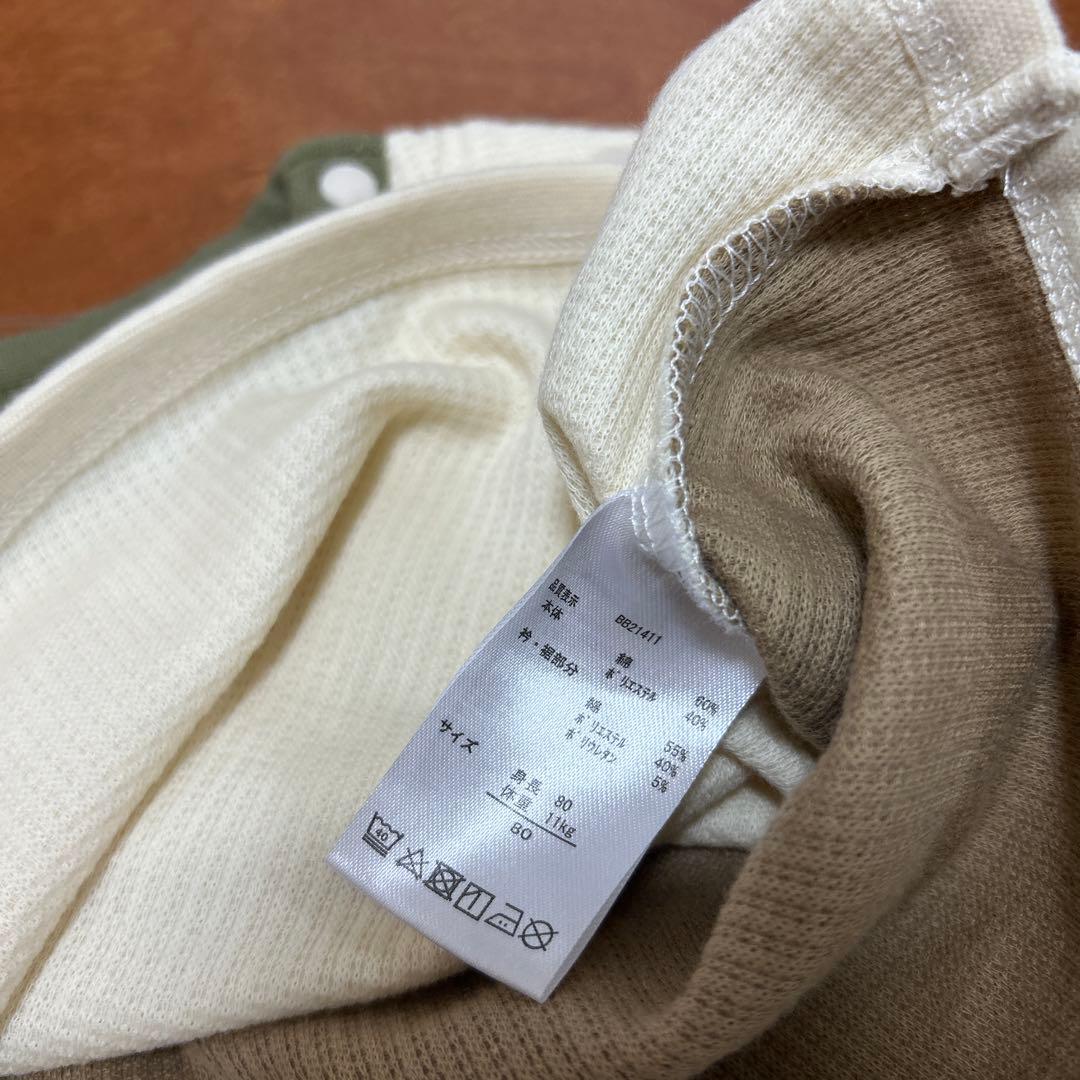 品質表示 BB21411
本体 綿 60%
ポリエステル 40%
衿・裾部分 綿 55%
ポリエステル 40%
ポリウレタン 5%
サイズ
身長 80
体重 11kg
80
40